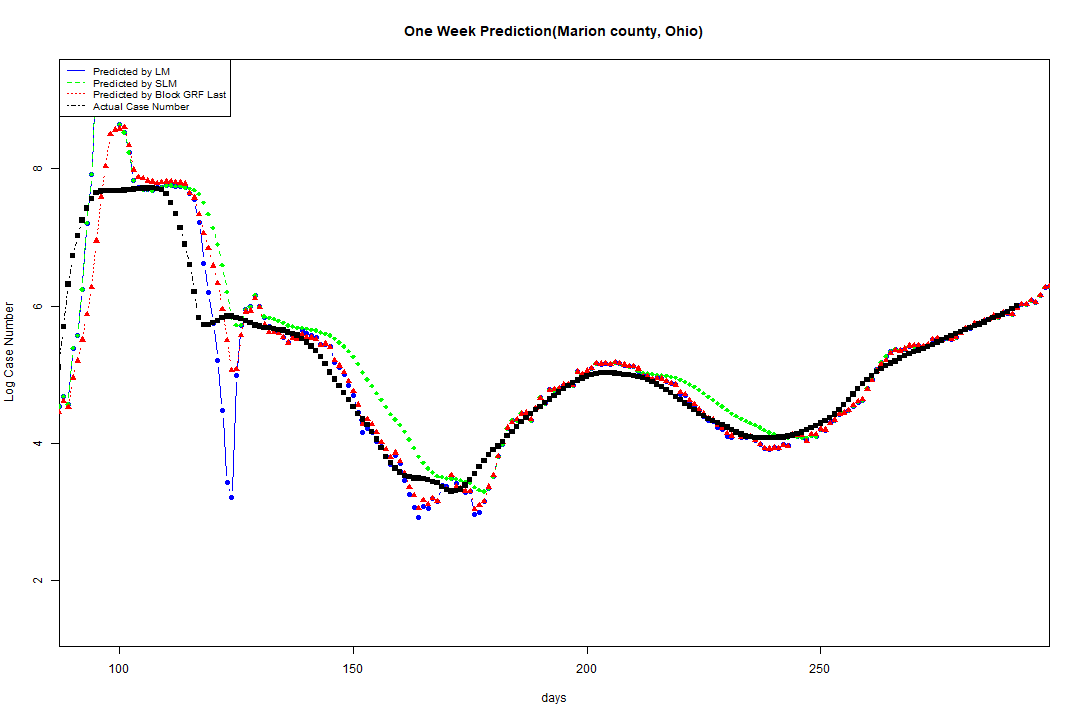 One Week Prediction(Marion county, Ohio)
Predicted by LM
Predicted by SLM
Predicted by Block GRF Last
Actual Case Number
8
6
4
2
Log Case Number
100 150 200 250
days